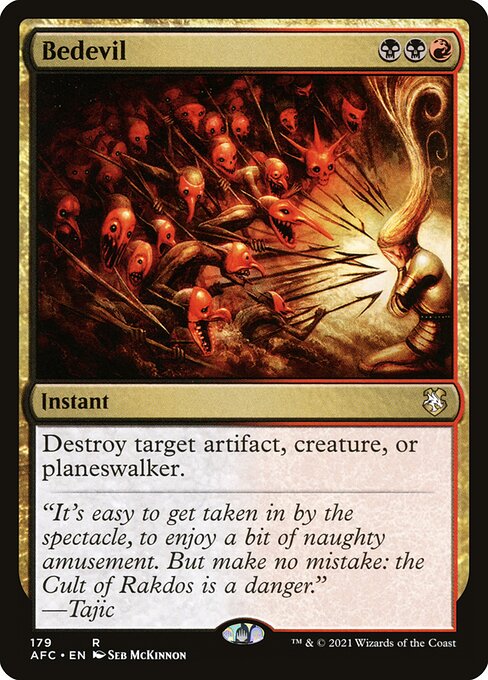 Bedevil
Instant
Destroy target artifact, creature, or
planeswalker.
“It’s easy to get taken in by the
spectacle, to enjoy a bit of naughty
amusement. But make no mistake: the
Cult of Rakdos is a danger.”
—Tajic
179 R
AFC • EN Seb McKinnon
™ & © 2021 Wizards of the Coast